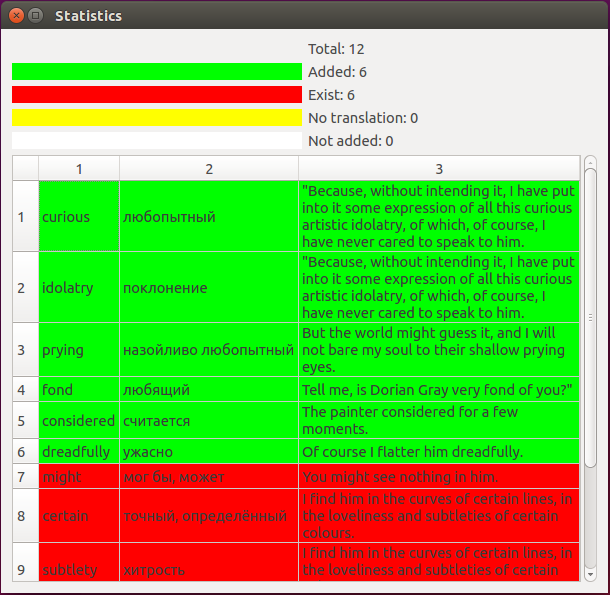 Statistics
Total: 12
Added: 6
Exist: 6
No translation: 0
Not added: 0
1 2 3
1 curious любопытный "Because, without intending it, I have put
into it some expression of all this curious
artistic idolatry, of which, of course, I
have never cared to speak to him.
2 idolatry поклонение "Because, without intending it, I have put
into it some expression of all this curious
artistic idolatry, of which, of course, I
have never cared to speak to him.
3 prying назойливо любопытный But the world might guess it, and I will
not bare my soul to their shallow prying
eyes.
4 fond любящий Tell me, is Dorian Gray very fond of you?"
5 considered считается The painter considered for a few
moments.
6 dreadfully ужасно Of course I flatter him dreadfully.
7 might мог бы, может You might see nothing in him.
8 certain точный, определённый I find him in the curves of certain lines, in
the loveliness and subtleties of certain
colours.
9 subtlety хитрость I find him in the curves of certain lines, in
the loveliness and subtleties of certain